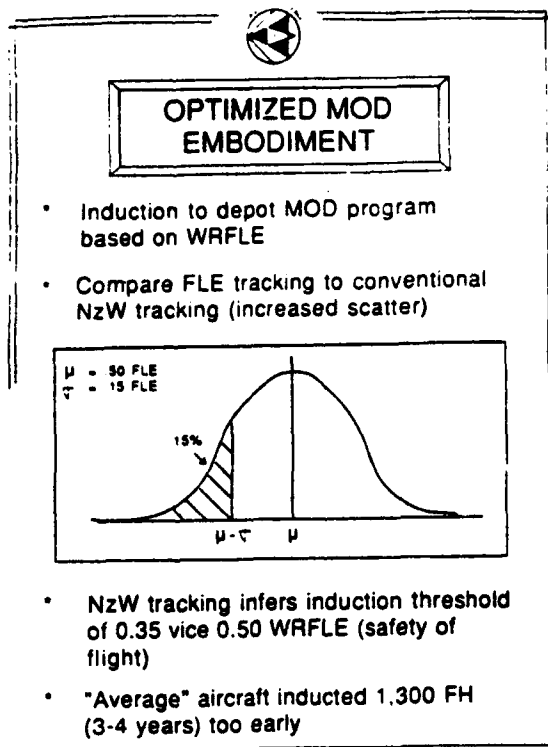 OPTIMIZED MOD
EMBODIMENT
• Induction to depot MOD program
based on WRFLE
• Compare FLE tracking to conventional
NzW tracking (increased scatter)
μ = 50 FLE
σ = 15 FLE
15%
μ-σ μ
• NzW tracking infers induction threshold
of 0.35 vice 0.50 WRFLE (safety of
flight)
• "Average" aircraft inducted 1,300 FH
(3-4 years) too early